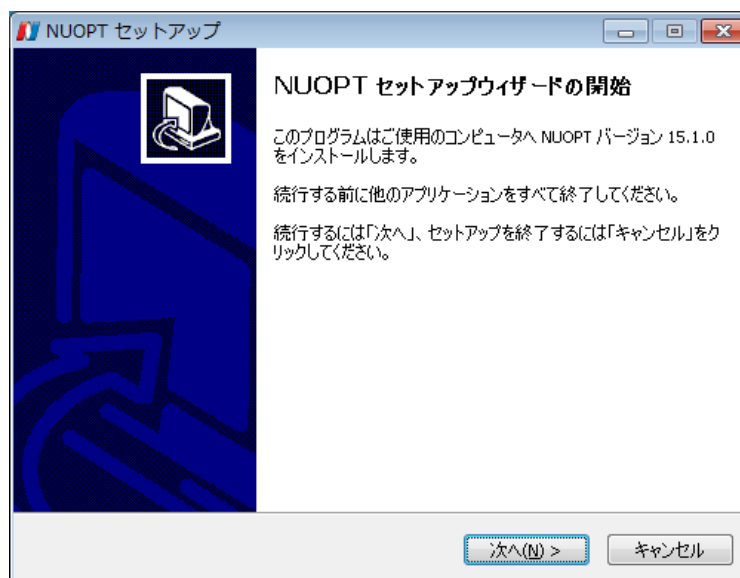 NUOPT セットアップ
NUOPT セットアップウィザードの開始
このプログラムはご使用のコンピュータへ NUOPT バージョン 15.1.0
をインストールします。
続行する前に他のアプリケーションをすべて終了してください。
続行するには「次へ」、セットアップを終了するには「キャンセル」をク
リックしてください。
次へ(N) >
キャンセル